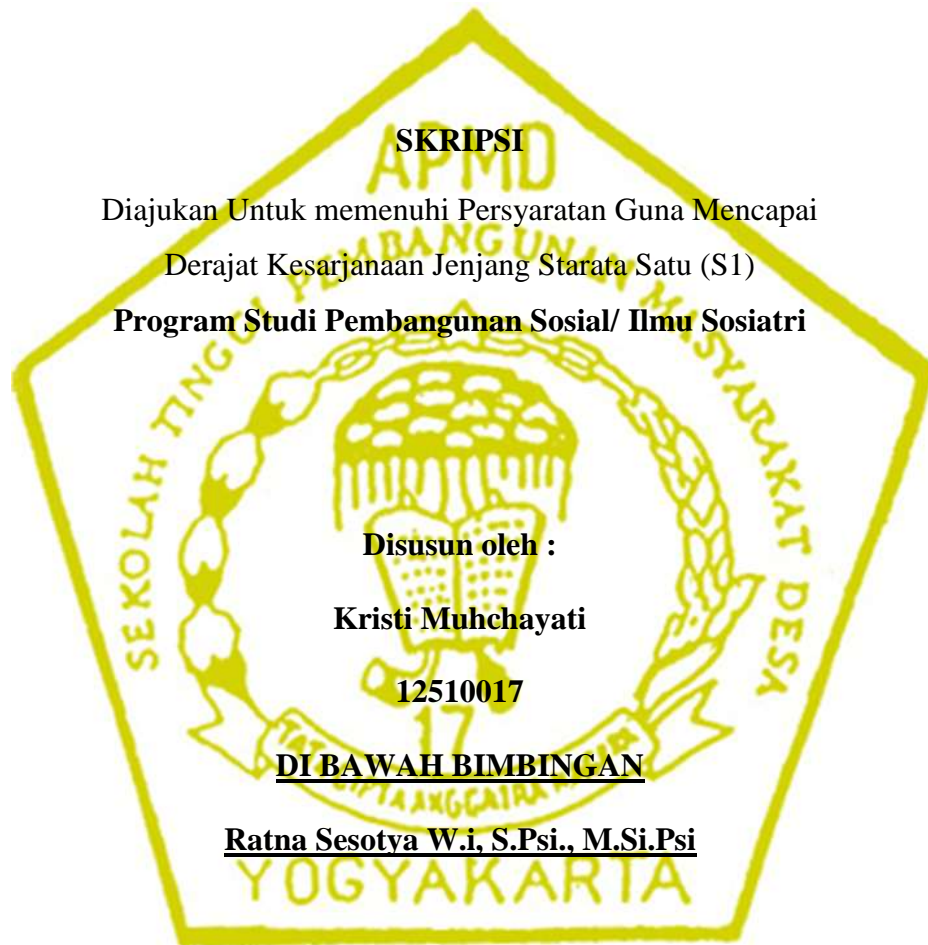 APMD
SKRIPSI
Diajukan Untuk memenuhi Persyaratan Guna Mencapai
Derajat Kesarjanaan Jenjang Starata Satu (S1)
Program Studi Pembangunan Sosial/ Ilmu Sosiatri
SEKOLAH TINGGI PEMBANGUNAN MASYARAKAT DESA
Disusun oleh :
Kristi Muhchayati
12510017
17
DI BAWAH BIMBINGAN
Ratna Sesotya W.i, S.Psi., M.Si.Psi
YOGYAKARTA